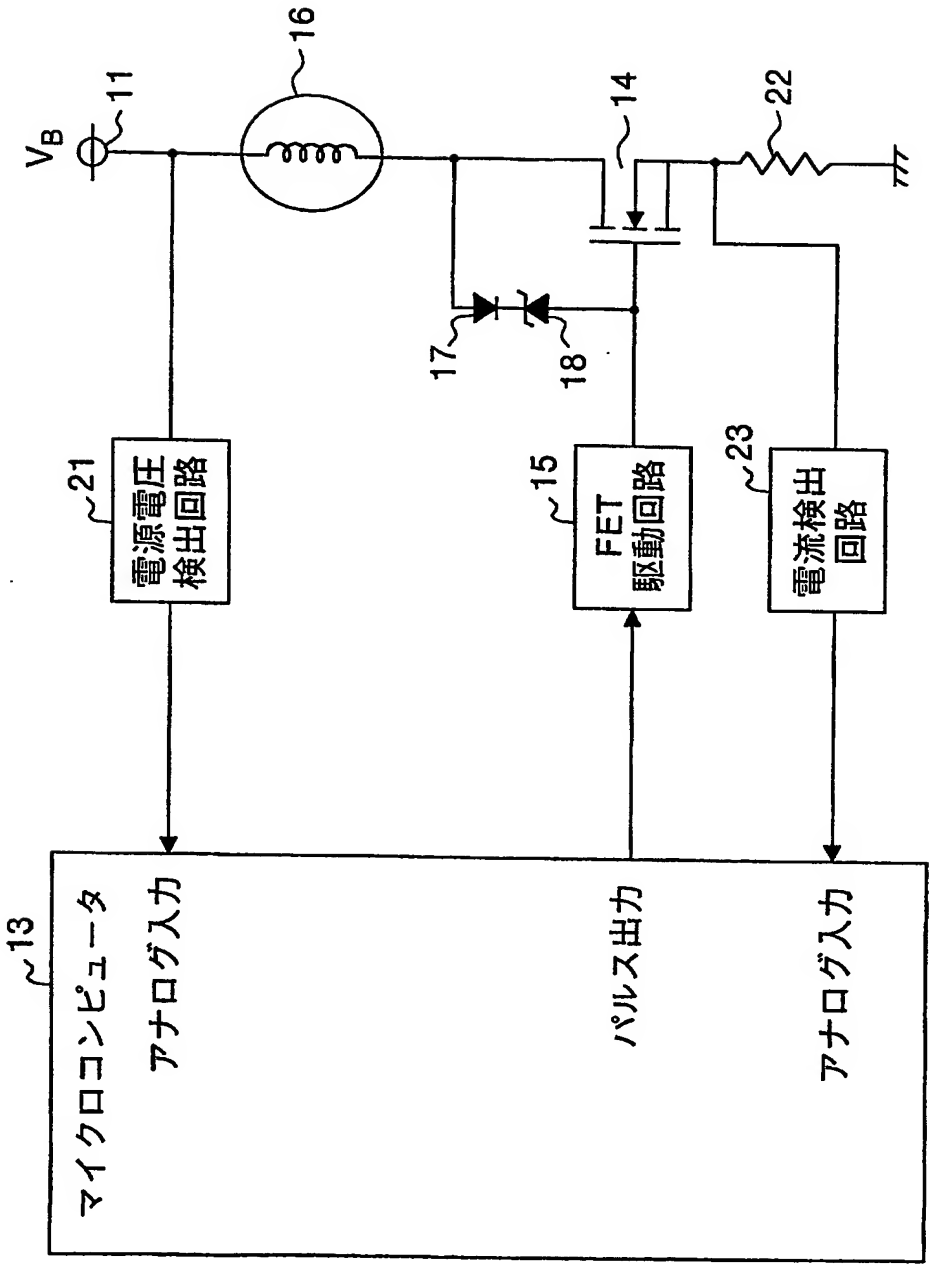 13
マイクロコンピュータ
アナログ入力
パルス出力
アナログ入力
21
電源電圧
検出回路
15
FET
駆動回路
23
電流検出
回路
VB
11
16
17
18
14
22